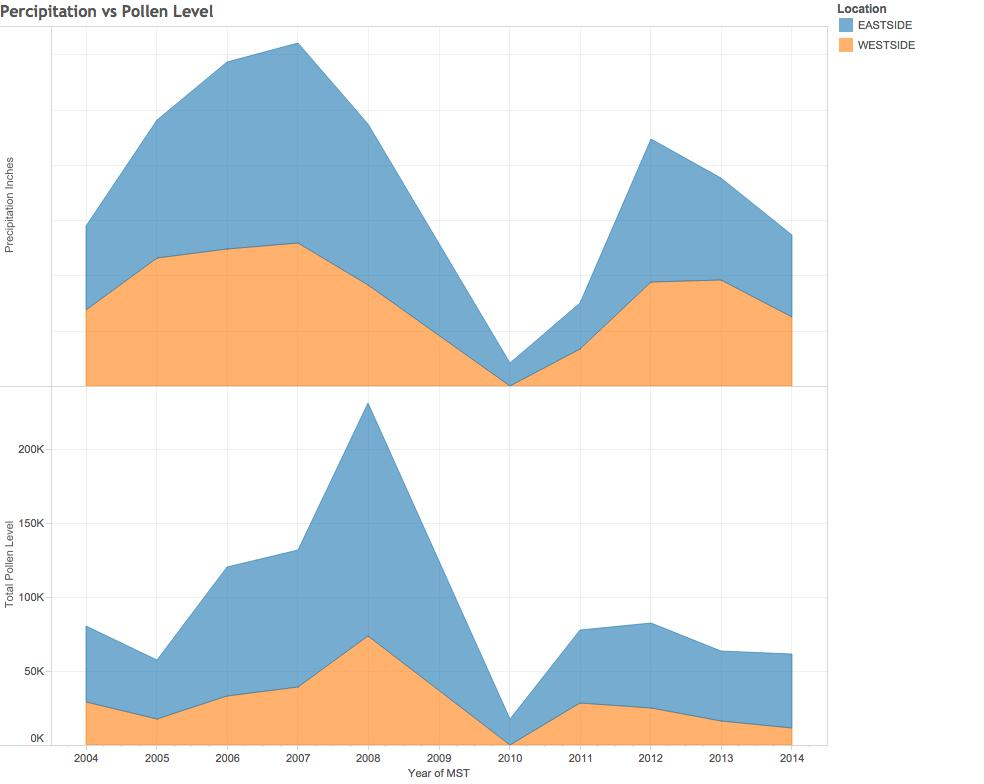 Percipitation vs Pollen Level
Location
EASTSIDE
WESTSIDE
Precipitation Inches
200K
150K
100K
50K
0K
Total Pollen Level
2004 2005 2006 2007 2008 2009 2010 2011 2012 2013 2014
Year of MST